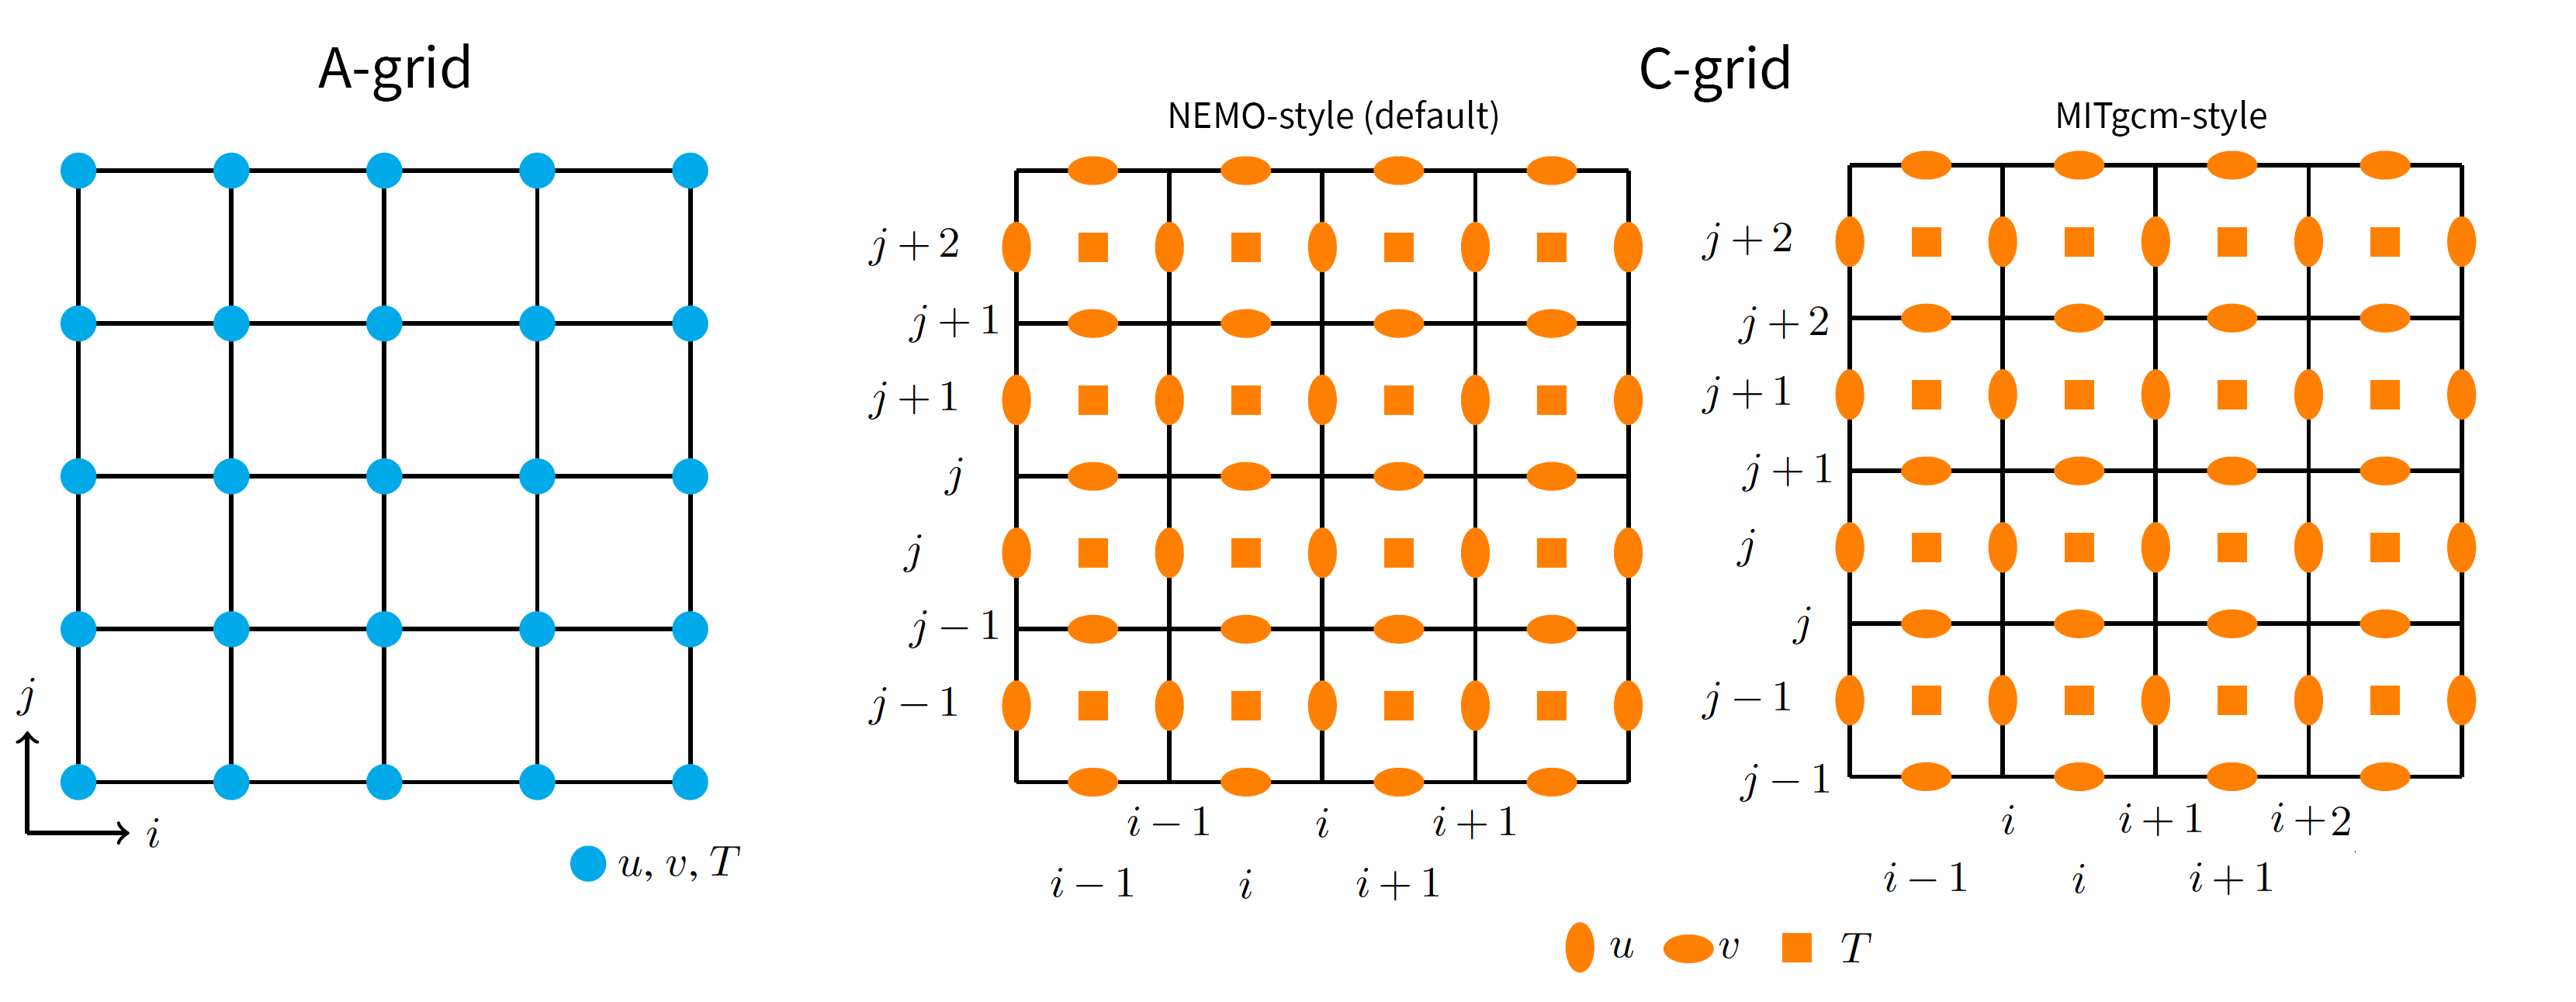 A-grid
C-grid
NEMO-style (default)
MITgcm-style
j
i
u, v, T
j + 2
j + 1
j + 1
j
j
j − 1
j − 1
i − 1 i i + 1
i − 1 i i + 1
j + 2
j + 2
j + 1
j + 1
j
j
j − 1
j − 1
i i + 1 i + 2
i − 1 i i + 1
u v T